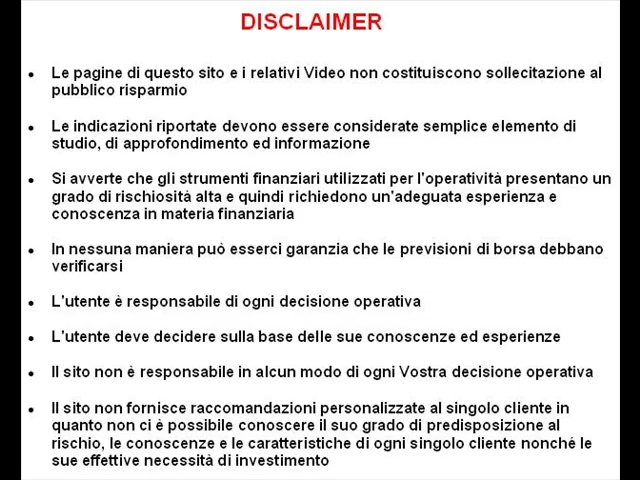 DISCLAIMER
• Le pagine di questo sito e i relativi Video non costituiscono sollecitazione al
pubblico risparmio
• Le indicazioni riportate devono essere considerate semplice elemento di
studio, di approfondimento ed informazione
• Si avverte che gli strumenti finanziari utilizzati per l'operatività presentano un
grado di rischiosità alta e quindi richiedono un'adeguata esperienza e
conoscenza in materia finanziaria
• In nessuna maniera può esserci garanzia che le previsioni di borsa debbano
verificarsi
• L'utente è responsabile di ogni decisione operativa
• L'utente deve decidere sulla base delle sue conoscenze ed esperienze
• Il sito non è responsabile in alcun modo di ogni Vostra decisione operativa
• Il sito non fornisce raccomandazioni personalizzate al singolo cliente in
quanto non ci è possibile conoscere il suo grado di predisposizione al
rischio, le conoscenze e le caratteristiche di ogni singolo cliente nonchè le
sue effettive necessità di investimento